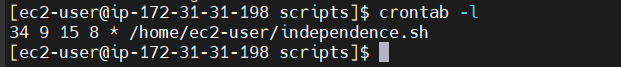 [ec2-user@ip-172-31-31-198 scripts]$ crontab -l
34 9 15 8 * /home/ec2-user/independence.sh
[ec2-user@ip-172-31-31-198 scripts]$